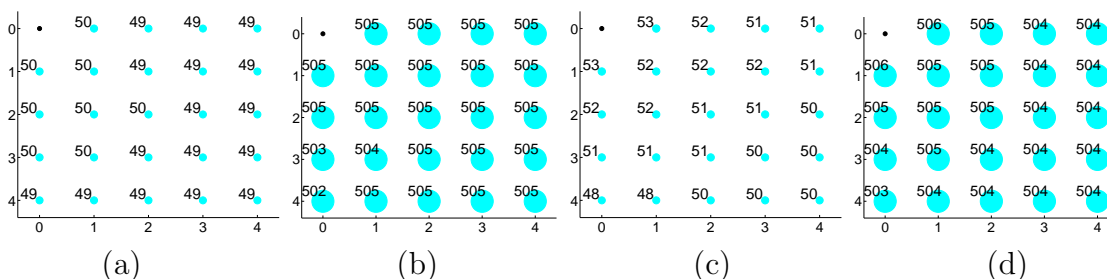 0 50 49 49 49
1 50 50 49 49 49
2 50 50 50 49 49
3 50 50 49 49 49
4 49 49 49 49 49
0 1 2 3 4
(a)
0 505 505 505 505
1 505 505 505 505 505
2 505 505 505 505 505
3 503 504 505 505 505
4 502 505 505 505 505
0 1 2 3 4
(b)
0 53 52 51 51
1 53 52 52 52 51
2 52 52 51 51 50
3 51 51 51 50 50
4 48 48 50 50 50
0 1 2 3 4
(c)
0 506 505 504 504
1 506 505 505 504 504
2 505 505 505 504 504
3 504 505 505 504 504
4 503 504 504 504 504
0 1 2 3 4
(d)